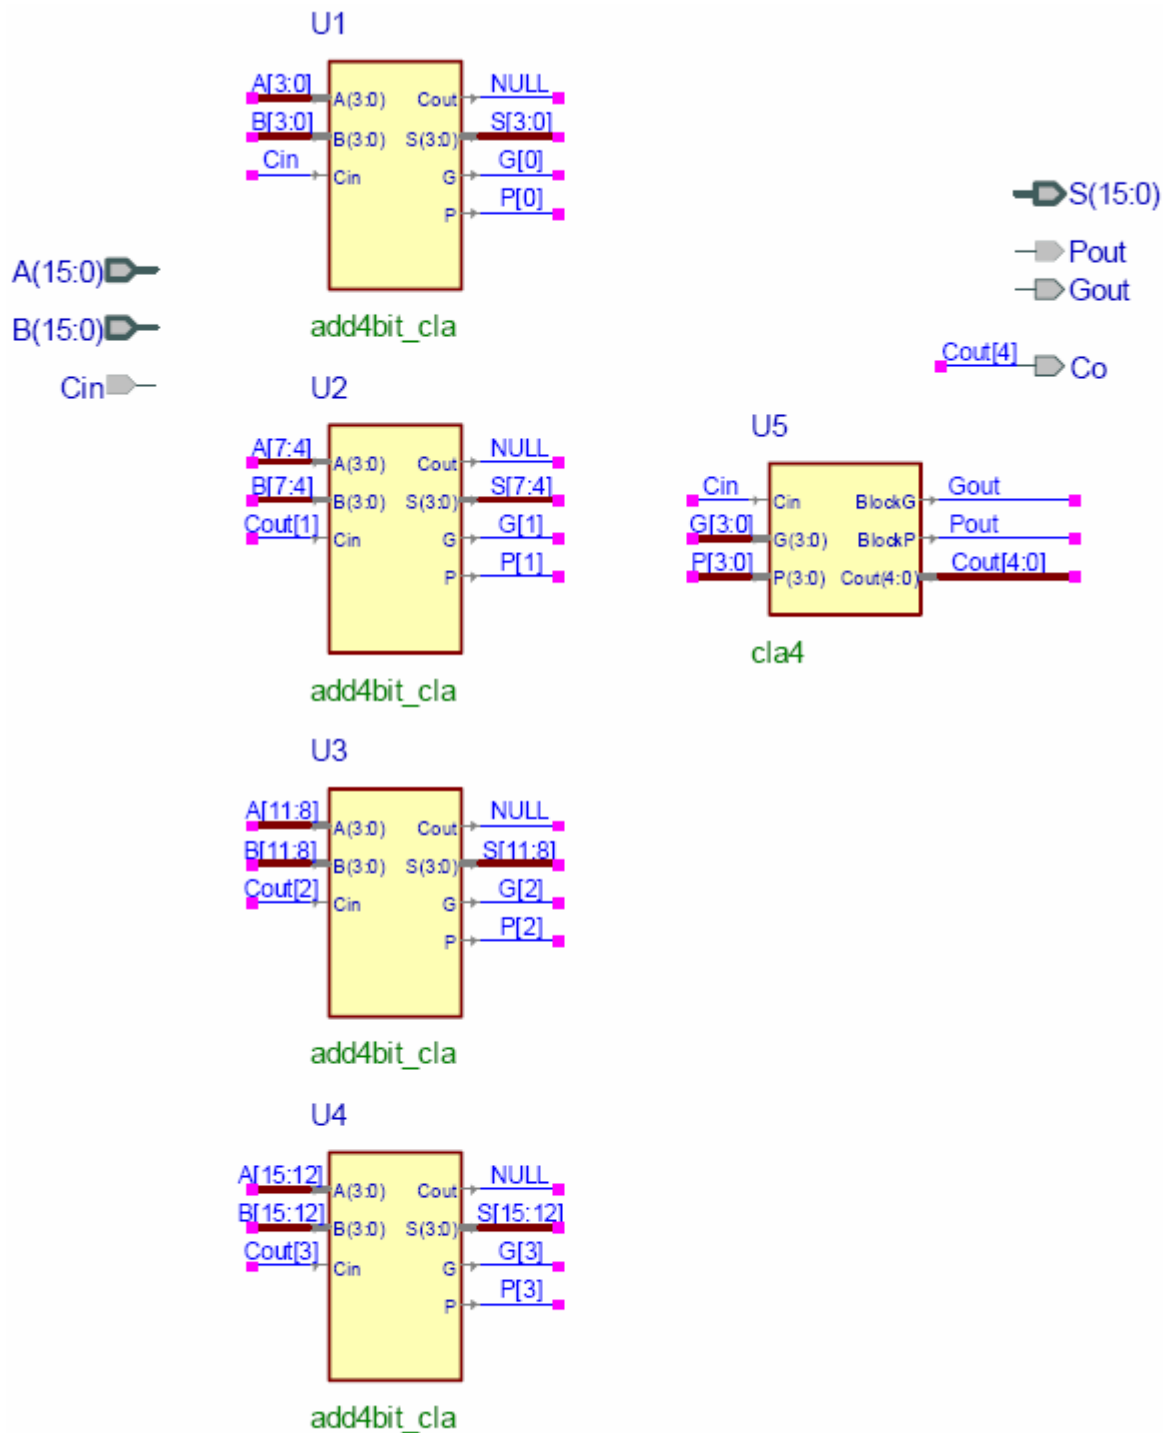 U1
A[3:0] A(3:0) Cout NULL
B[3:0] B(3:0) S(3:0) S[3:0]
Cin Cin G G[0]
P P[0]
add4bit_cla
A(15:0)
B(15:0)
Cin
S(15:0)
Pout
Gout
Cout[4] Co
U2
A[7:4] A(3:0) Cout NULL
B[7:4] B(3:0) S(3:0) S[7:4]
Cout[1] Cin G G[1]
P P[1]
add4bit_cla
U5
Cin Cin BlockG Gout
G[3:0] G(3:0) BlockP Pout
P[3:0] P(3:0) Cout(4:0) Cout[4:0]
cla4
U3
A[11:8] A(3:0) Cout NULL
B[11:8] B(3:0) S(3:0) S[11:8]
Cout[2] Cin G G[2]
P P[2]
add4bit_cla
U4
A[15:12] A(3:0) Cout NULL
B[15:12] B(3:0) S(3:0) S[15:12]
Cout[3] Cin G G[3]
P P[3]
add4bit_cla